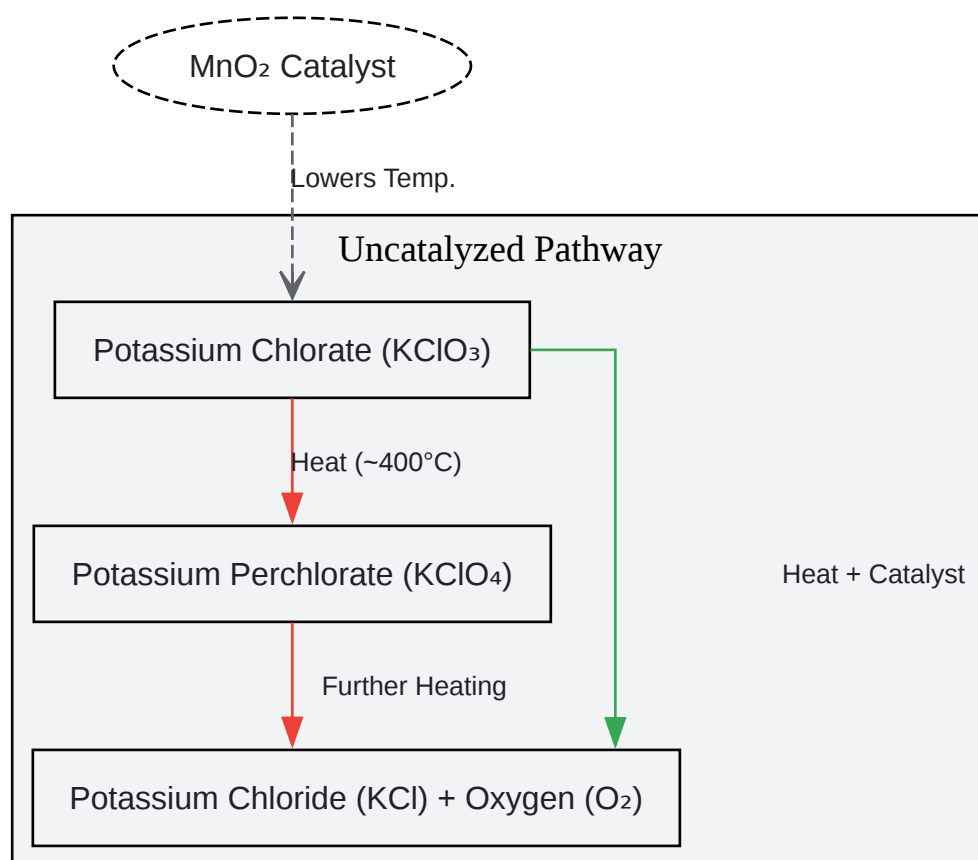 MnO₂ Catalyst
Lowers Temp.
Uncatalyzed Pathway
Potassium Chlorate (KClO₃)
Heat (~400°C)
Potassium Perchlorate (KClO₄)
Heat + Catalyst
Further Heating
Potassium Chloride (KCl) + Oxygen (O₂)